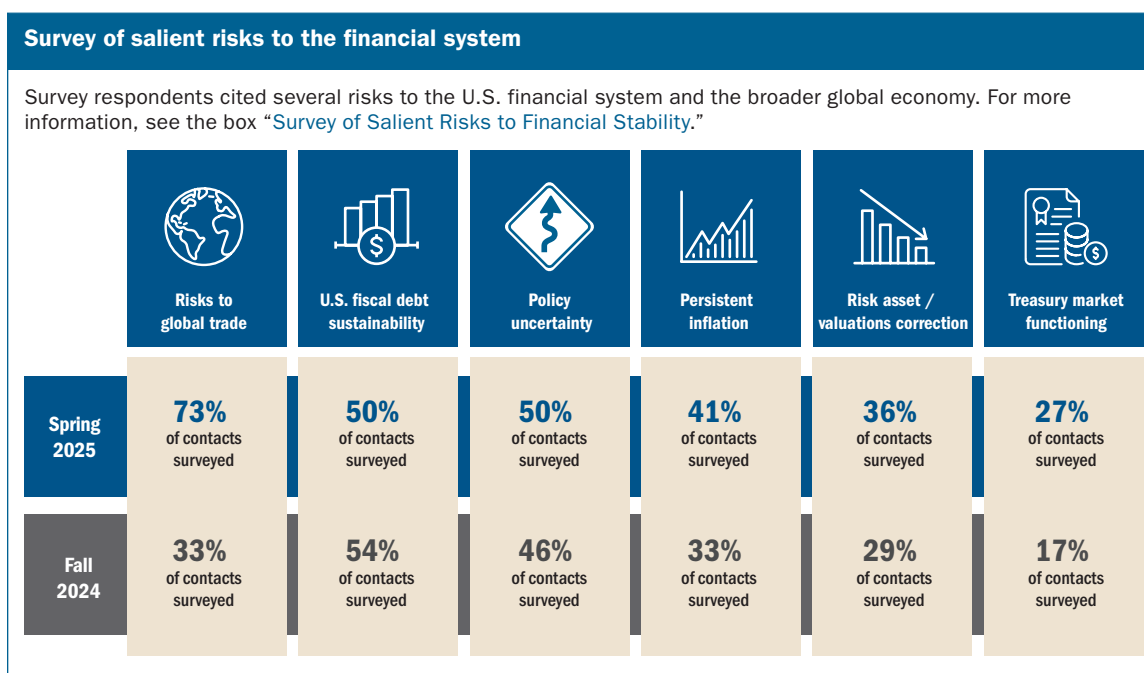 Survey of salient risks to the financial system
Survey respondents cited several risks to the U.S. financial system and the broader global economy. For more
information, see the box “Survey of Salient Risks to Financial Stability.”
$
$
Risks to
global trade
U.S. fiscal debt
sustainability
Policy
uncertainty
Persistent
inflation
Risk asset /
valuations correction
Treasury market
functioning
Spring
2025
73%
of contacts
surveyed
50%
of contacts
surveyed
50%
of contacts
surveyed
41%
of contacts
surveyed
36%
of contacts
surveyed
27%
of contacts
surveyed
Fall
2024
33%
of contacts
surveyed
54%
of contacts
surveyed
46%
of contacts
surveyed
33%
of contacts
surveyed
29%
of contacts
surveyed
17%
of contacts
surveyed